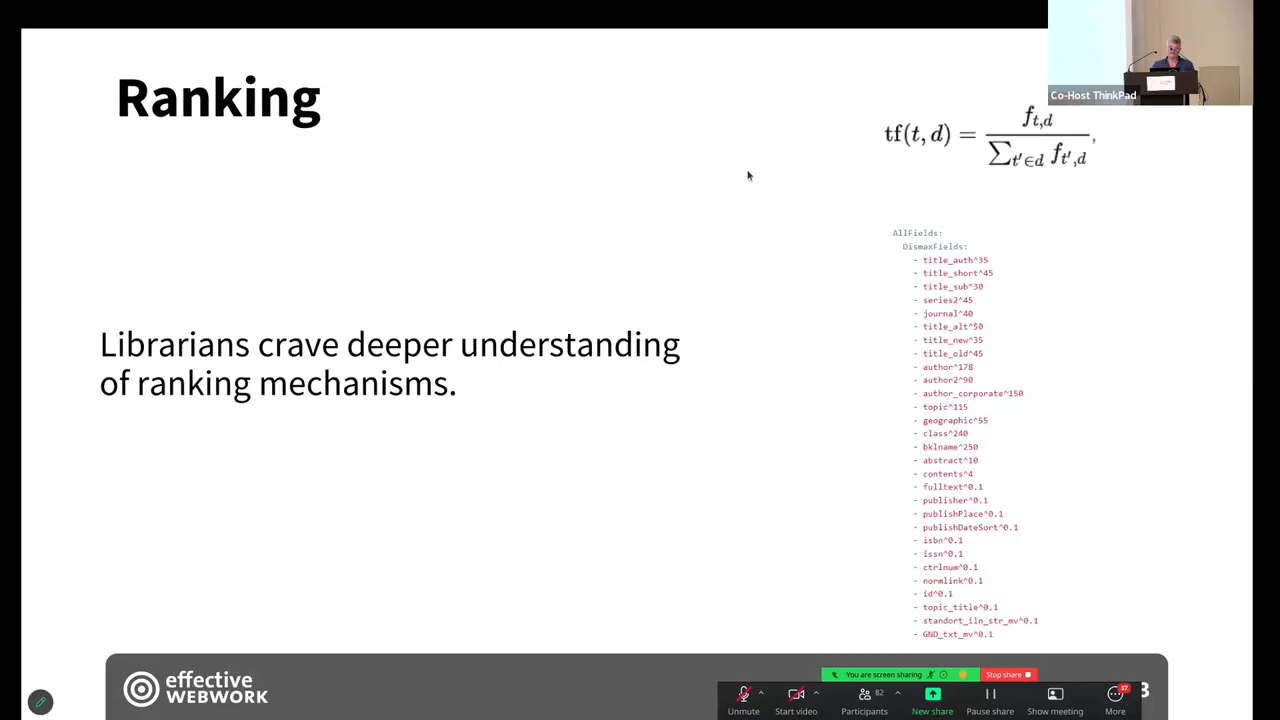 Ranking
Co-Host ThinkPad
tf(t, d) = f_{t,d} / ∑_{t'∈d} f_{t',d},
AllFields:
DismaxFields:
- title_auth^35
- title_short^45
- title_sub^30
- series2^45
- journal^40
- title_alt^50
- title_new^35
- title_old^45
- author^178
- author2^90
- author_corporate^150
- topic^115
- geographic^55
- class^240
- bklname^250
- abstract^10
- contents^4
- fulltext^0.1
- publisher^0.1
- publishPlace^0.1
- publishDateSort^0.1
- isbn^0.1
- issn^0.1
- ctrlnum^0.1
- normlink^0.1
- id^0.1
- topic_title^0.1
- standort_iln_str_mv^0.1
- GND_txt_mv^0.1
Librarians crave deeper understanding
of ranking mechanisms.
effective
WEBWORK
You are screen sharing
Stop share
3
82
37
Unmute
Start video
Participants
New share
Pause share
Show meeting
More